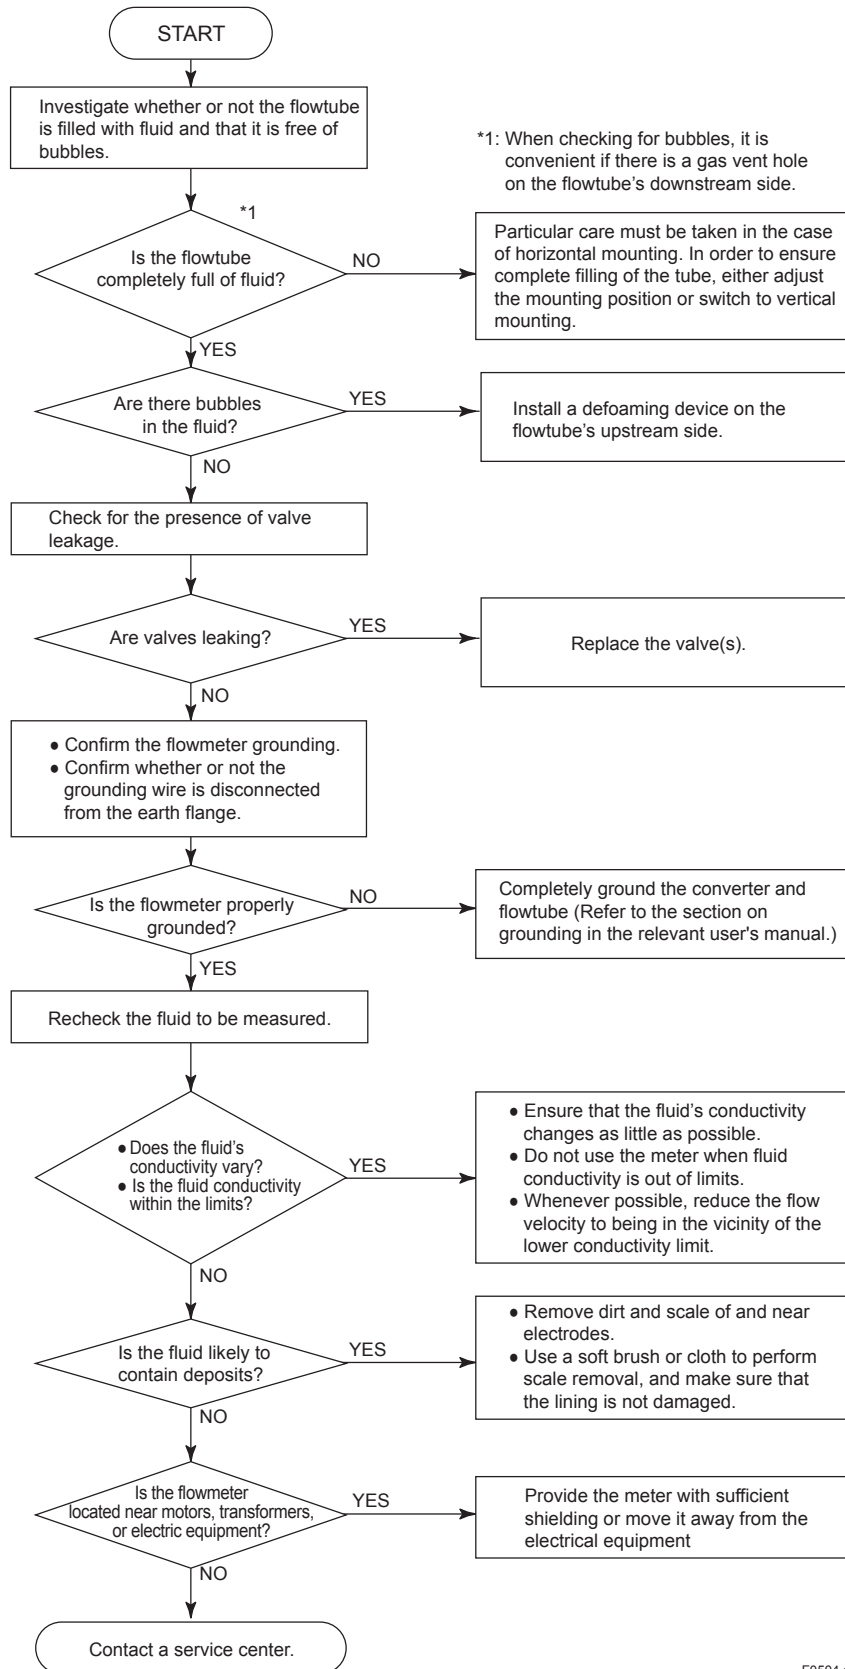 START
Investigate whether or not the flowtube
is filled with fluid and that it is free of
bubbles.
*1: When checking for bubbles, it is
convenient if there is a gas vent hole
on the flowtube's downstream side.
*1
Is the flowtube
completely full of fluid?
NO
Particular care must be taken in the case
of horizontal mounting. In order to ensure
complete filling of the tube, either adjust
the mounting position or switch to vertical
mounting.
YES
Are there bubbles
in the fluid?
YES
Install a defoaming device on the
flowtube's upstream side.
NO
Check for the presence of valve
leakage.
Are valves leaking?
YES
Replace the valve(s).
NO
● Confirm the flowmeter grounding.
● Confirm whether or not the
grounding wire is disconnected
from the earth flange.
Is the flowmeter properly
grounded?
NO
Completely ground the converter and
flowtube (Refer to the section on
grounding in the relevant user's manual.)
YES
Recheck the fluid to be measured.
● Does the fluid's
conductivity vary?
● Is the fluid conductivity
within the limits?
YES
● Ensure that the fluid's conductivity
changes as little as possible.
● Do not use the meter when fluid
conductivity is out of limits.
● Whenever possible, reduce the flow
velocity to being in the vicinity of the
lower conductivity limit.
NO
Is the fluid likely to
contain deposits?
YES
● Remove dirt and scale of and near
electrodes.
● Use a soft brush or cloth to perform
scale removal, and make sure that
the lining is not damaged.
NO
Is the flowmeter
located near motors, transformers,
or electric equipment?
YES
Provide the meter with sufficient
shielding or move it away from the
electrical equipment
NO
Contact a service center.